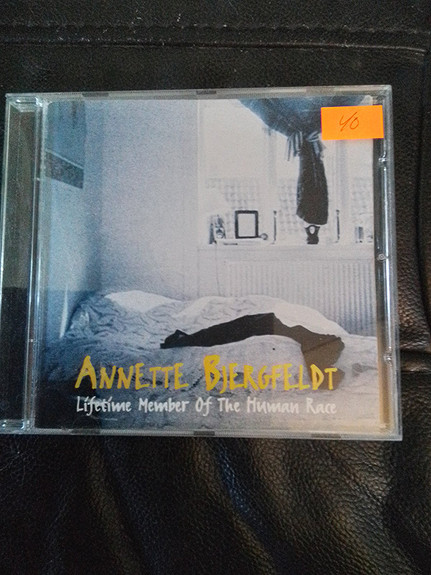 40
ANNETTE BJERGFELDT
Lifetime Member Of The Human Race